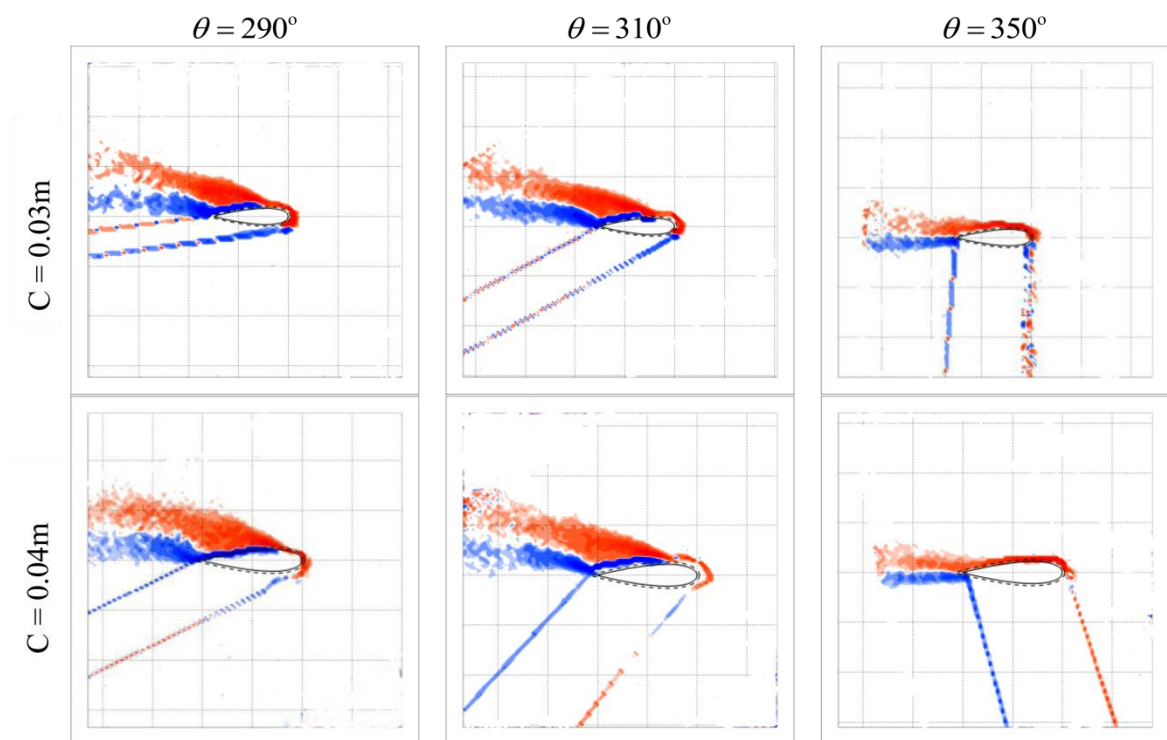 θ = 290° θ = 310° θ = 350°
C = 0.03m
C = 0.04m